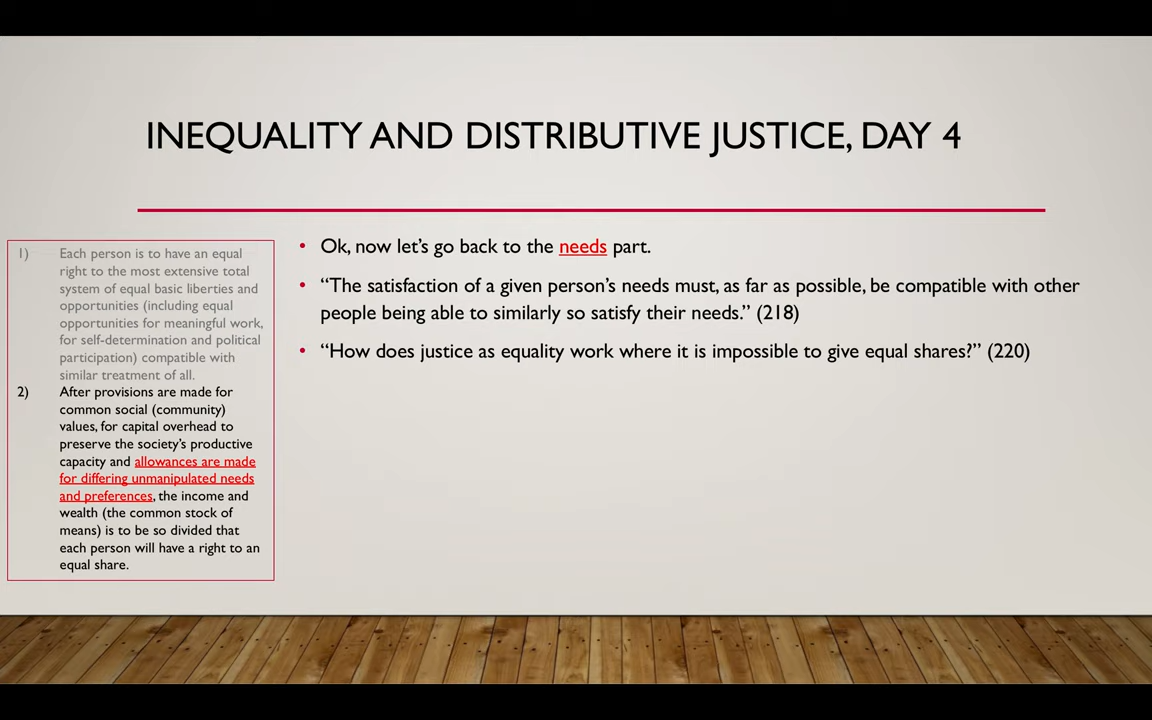 INEQUALITY AND DISTRIBUTIVE JUSTICE, DAY 4
1) Each person is to have an equal
right to the most extensive total
system of equal basic liberties and
opportunities (including equal
opportunities for meaningful work,
for self-determination and political
participation) compatible with
similar treatment of all.
2) After provisions are made for
common social (community)
values, for capital overhead to
preserve the society’s productive
capacity and allowances are made
for differing unmanipulated needs
and preferences, the income and
wealth (the common stock of
means) is to be so divided that
each person will have a right to an
equal share.
• Ok, now let’s go back to the needs part.
• “The satisfaction of a given person’s needs must, as far as possible, be compatible with other
people being able to similarly so satisfy their needs.” (218)
• “How does justice as equality work where it is impossible to give equal shares?” (220)